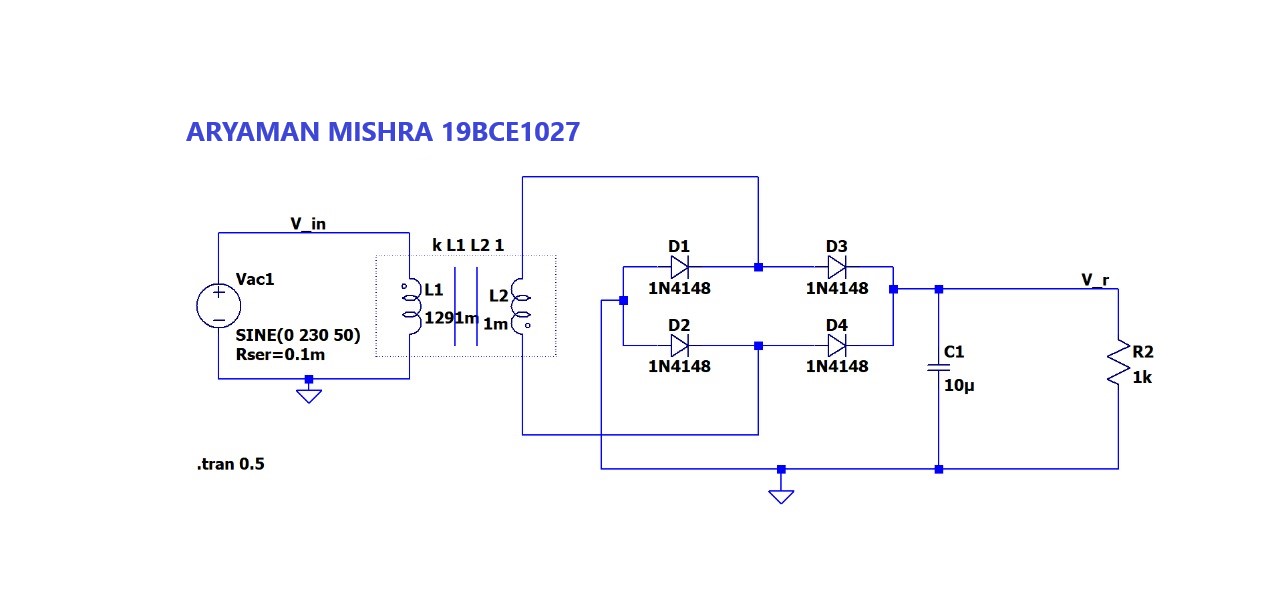 ARYAMAN MISHRA 19BCE1027
V_in
k L1 L2 1
Vac1
SINE(0 230 50)
Rser=0.1m
L1
1291m
L2
1m
D1
1N4148
D3
1N4148
D2
1N4148
D4
1N4148
V_r
C1
10µ
R2
1k
.tran 0.5